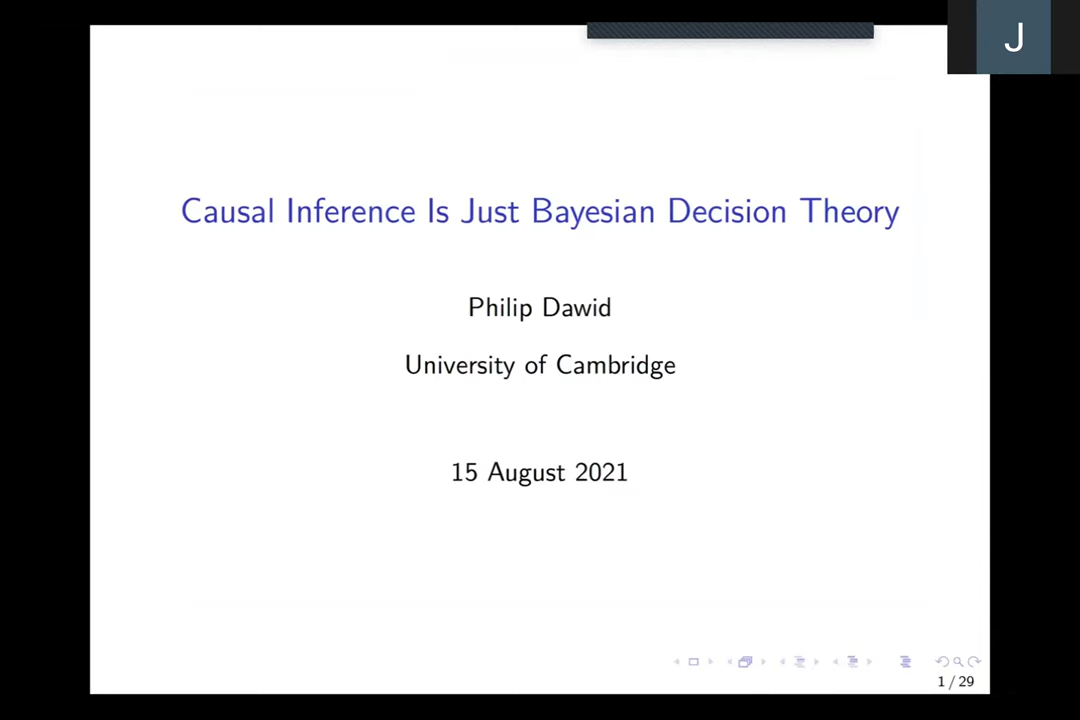 J
Causal Inference Is Just Bayesian Decision Theory
Philip Dawid
University of Cambridge
15 August 2021
1 / 29